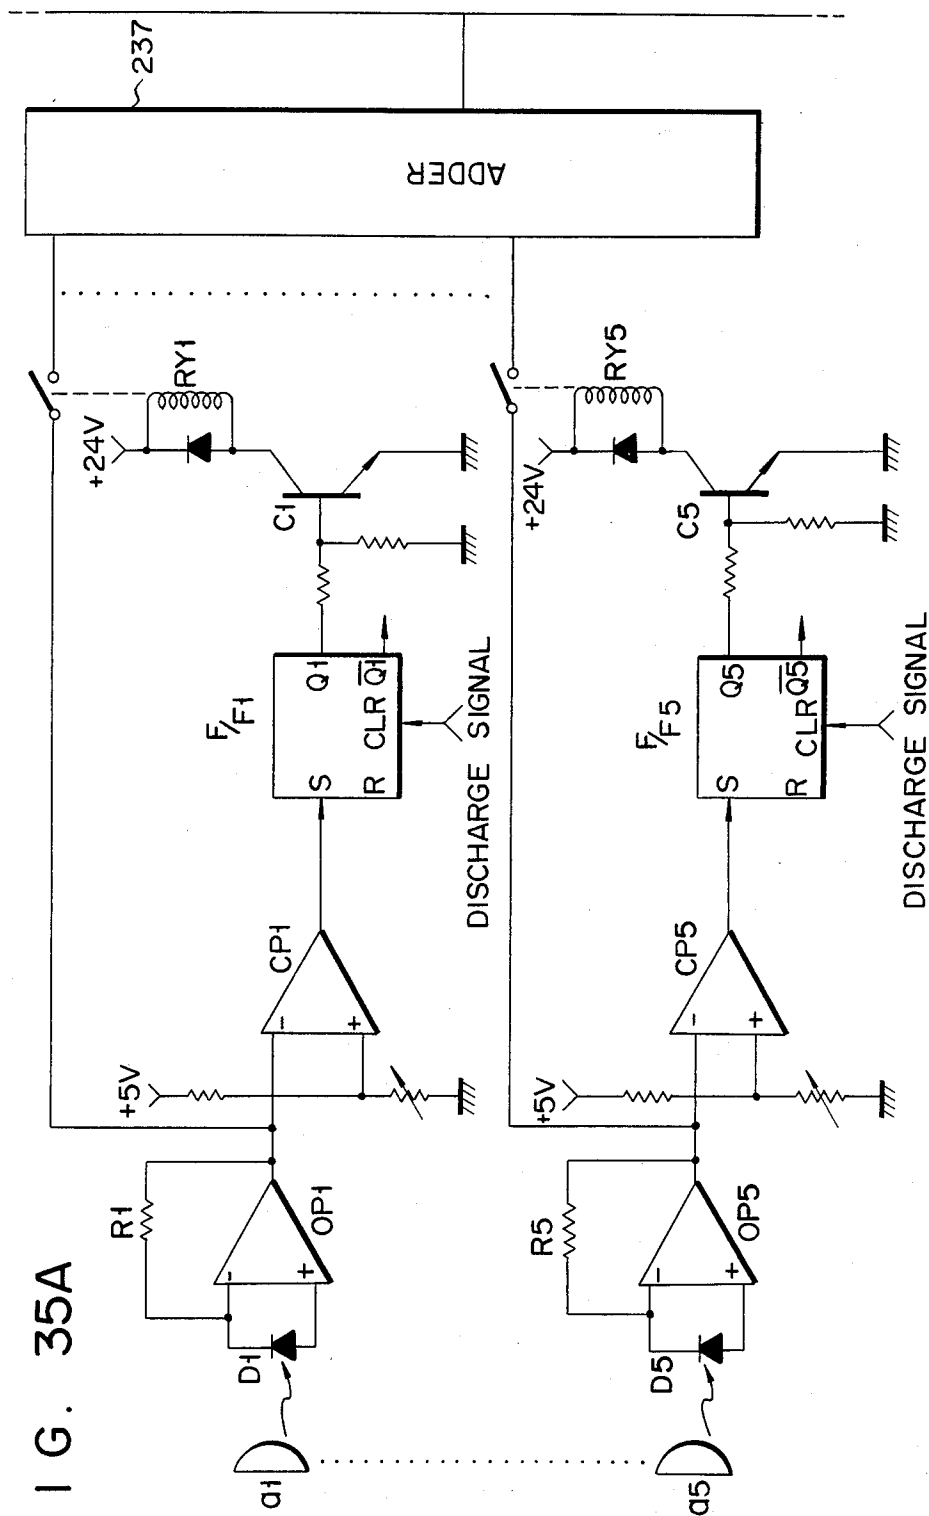 I G. 35A
237
ADDER
RY1
+24V
C1
Q1
Q1
F/F1
CLR
S
R
DISCHARGE SIGNAL
CP1
-
+
+5V
R1
OP1
-
+
D1
a1
RY5
+24V
C5
Q5
Q5
F/F5
CLR
S
R
DISCHARGE SIGNAL
CP5
-
+
+5V
R5
OP5
-
+
D5
a5